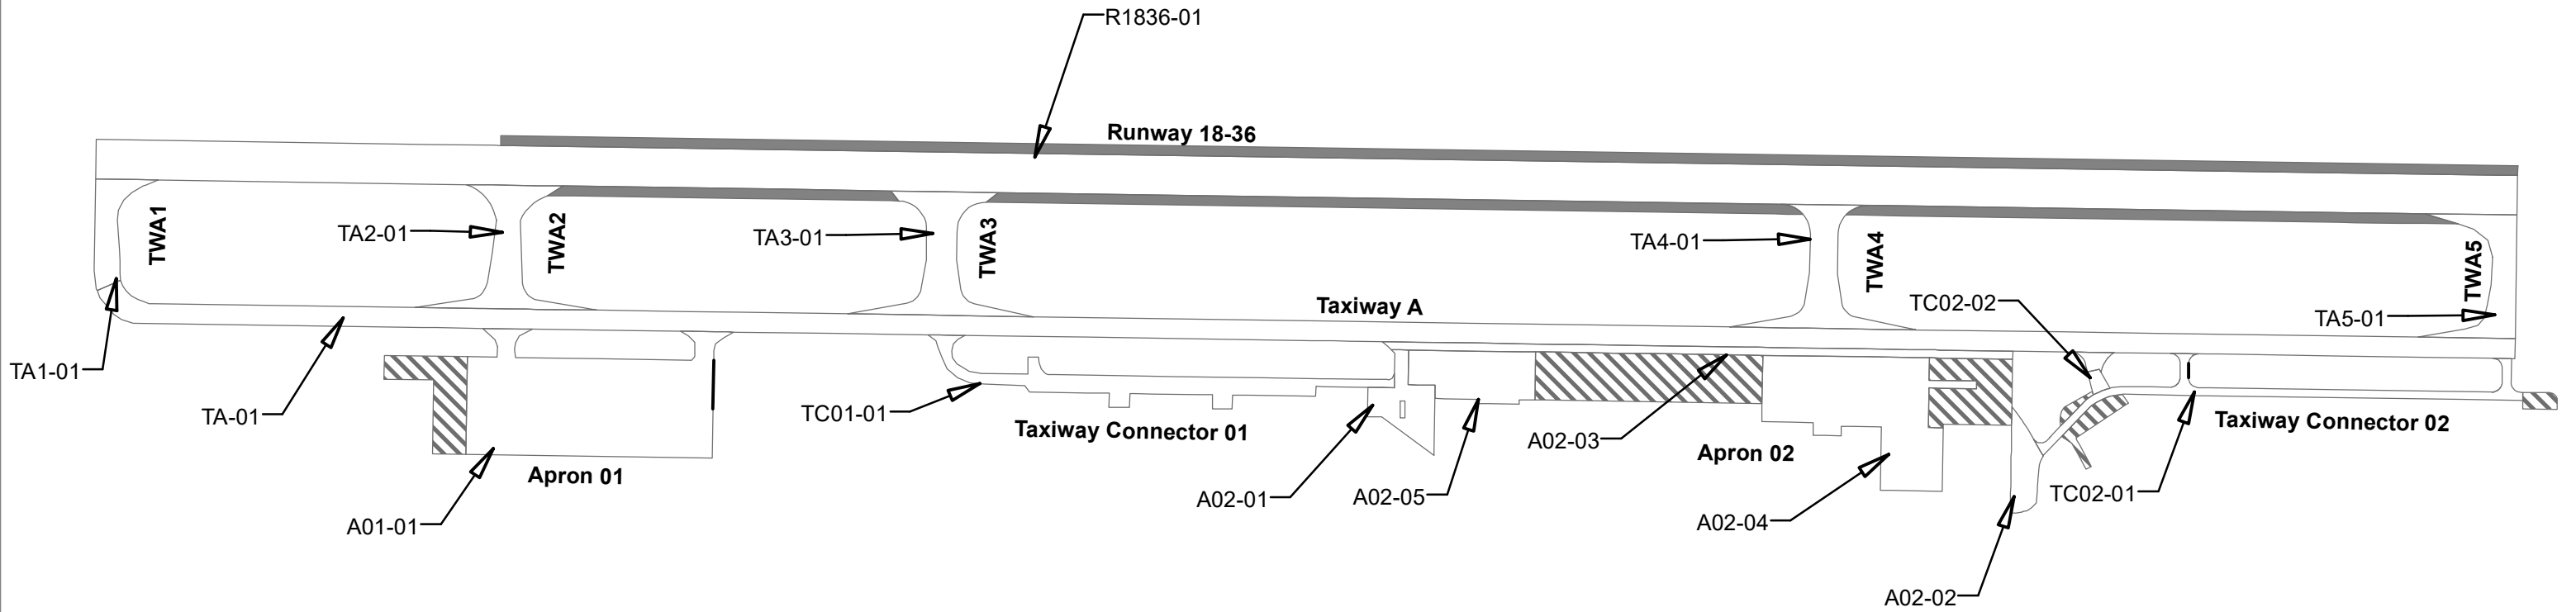 R1836-01
Runway 18-36
TWA1
TA2-01
TWA2
TA3-01
TWA3
TA4-01
TWA4
TWA5
TC02-02
Taxiway A
TA5-01
TA1-01
TA-01
TC01-01
Taxiway Connector 01
A02-03
Apron 02
Taxiway Connector 02
Apron 01
A02-01
A02-05
TC02-01
A01-01
A02-04
A02-02